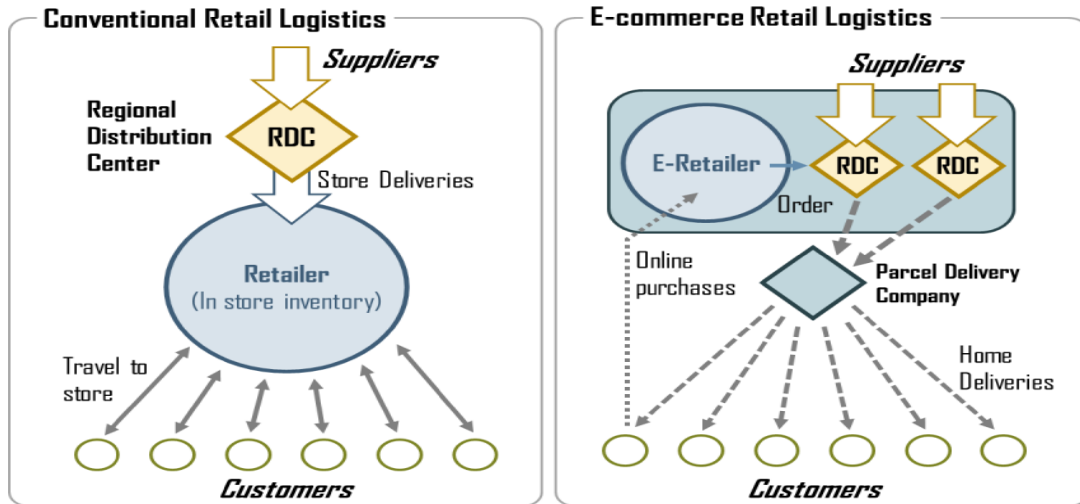 Conventional Retail Logistics
Suppliers
Regional
Distribution
Center
RDC
Store Deliveries
Retailer
(In store inventory)
Travel to
store
Customers
E-commerce Retail Logistics
Suppliers
E-Retailer
RDC
RDC
Order
Online
purchases
Parcel Delivery
Company
Home
Deliveries
Customers